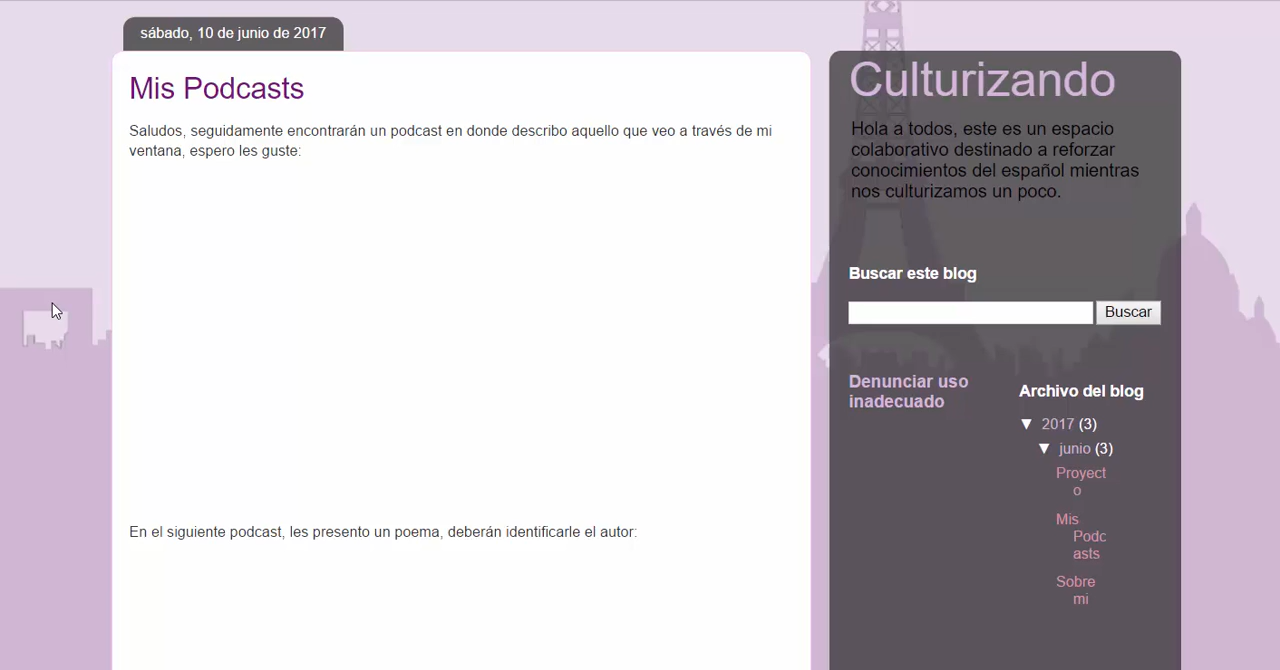 sábado, 10 de junio de 2017
Mis Podcasts
Saludos, seguidamente encontrarán un podcast en donde describo aquello que veo a través de mi
ventana, espero les guste:
En el siguiente podcast, les presento un poema, deberán identificarle el autor:
Culturizando
Hola a todos, este es un espacio
colaborativo destinado a reforzar
conocimientos del español mientras
nos culturizamos un poco.
Buscar este blog
Buscar
Denunciar uso
inadecuado
Archivo del blog
▼ 2017 (3)
▼ junio (3)
Proyect
o
Mis
Podc
asts
Sobre
mi